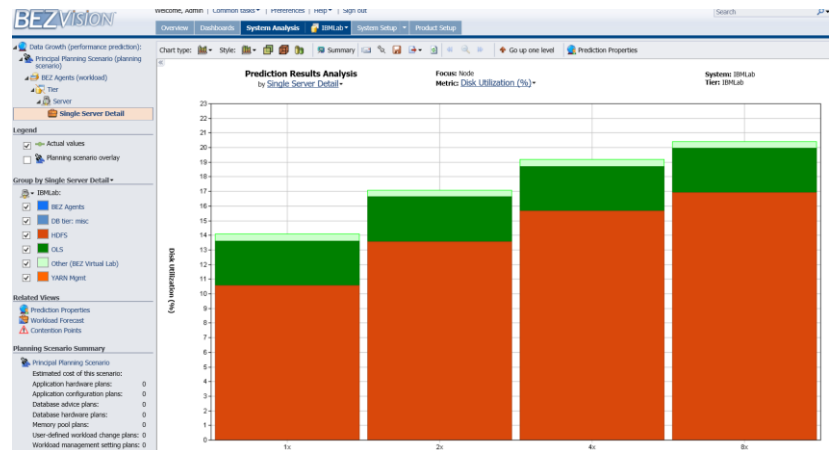 BEZVISION
Welcome, Admin | Common tasks | Preferences | Help | Sign out
Search
Overview Dashboards System Analysis IBMLab System Setup Product Setup
Data Growth (performance prediction):
Principal Planning Scenario (planning scenario)
BEZ Agents (workload)
Tier
Server
Single Server Detail
Chart type: Style: Summary Go up one level Prediction Properties
Legend
Actual values
Planning scenario overlay
Group by Single Server Detail
IBMLab:
BEZ Agents
DB tier: misc
HDFS
OLS
Other (BEZ Virtual Lab)
YARN Mgmt
Related Views
Prediction Properties
Workload Forecast
Contention Points
Planning Scenario Summary
Principal Planning Scenario
Estimated cost of this scenario:
Application hardware plans: 0
Application configuration plans: 0
Database advice plans: 0
Database hardware plans: 0
Memory pool plans: 0
User-defined workload change plans: 0
Workload management setting plans: 0
Prediction Results Analysis
by Single Server Detail
Focus: Node
Metric: Disk Utilization (%)
System: IBMLab
Tier: IBMLab
Disk Utilization (%)
23
22
21
20
19
18
17
16
15
14
13
12
11
10
9
8
7
6
5
4
3
2
1
0
1x 2x 4x 8x